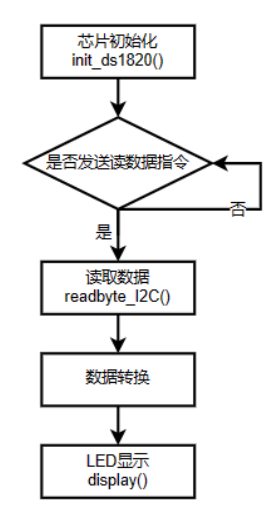 芯片初始化
init_ds1820()
是否发送读数据指令
否
是
读取数据
readbyte_I2C()
数据转换
LED显示
display()